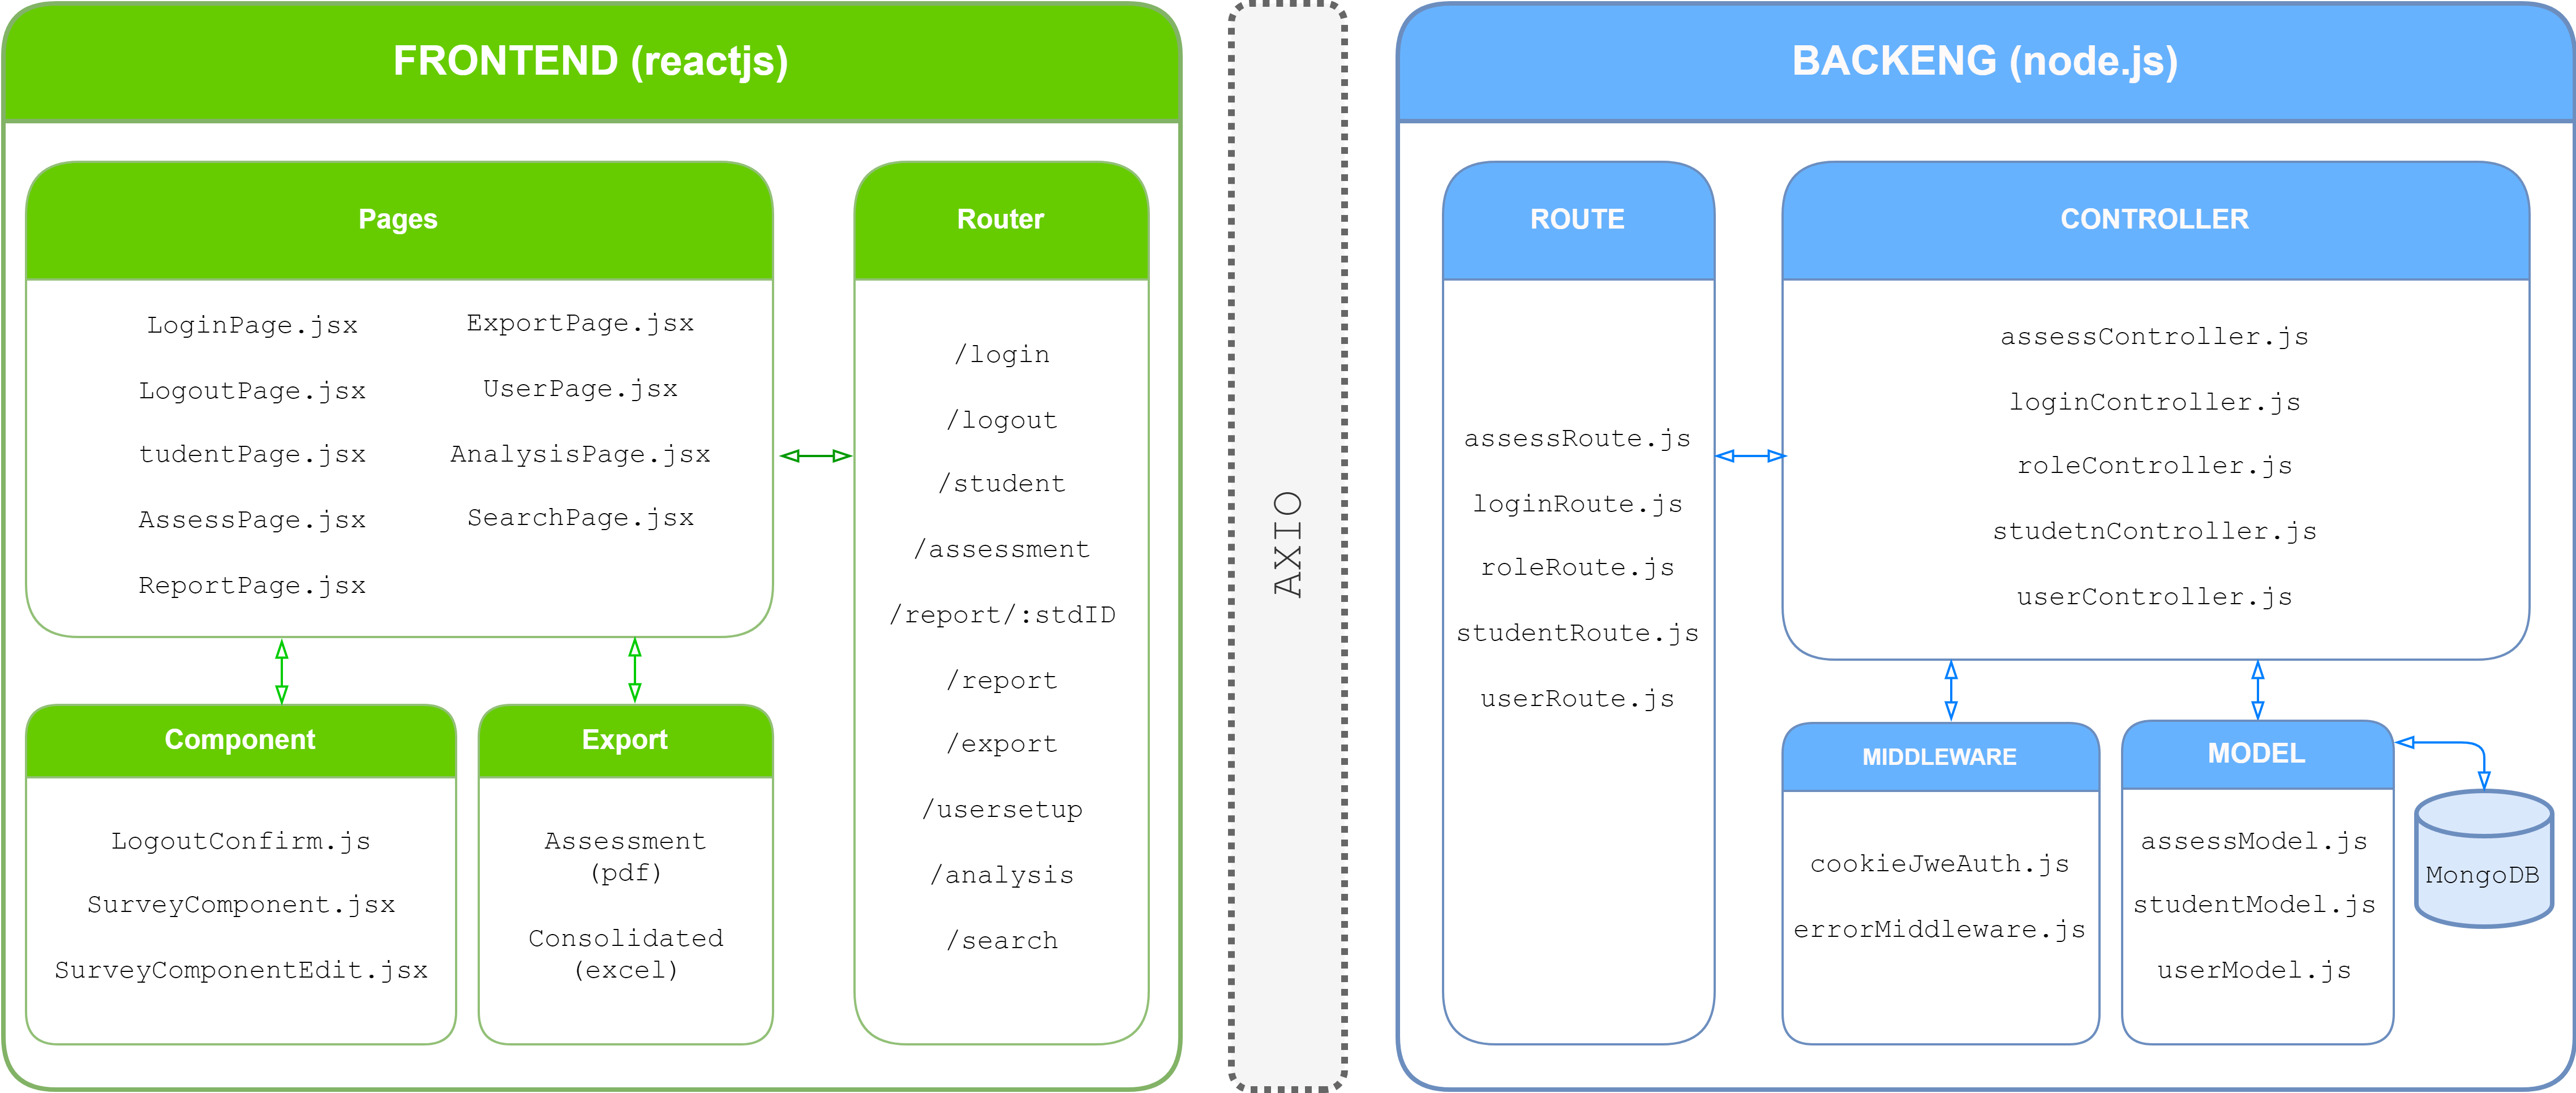 FRONTEND (reactjs)
Pages
LoginPage.jsx
LogoutPage.jsx
tudentPage.jsx
AssessPage.jsx
ReportPage.jsx
ExportPage.jsx
UserPage.jsx
AnalysisPage.jsx
SearchPage.jsx
Router
/login
/logout
/student
/assessment
/report/:stdID
/report
/export
/usersetup
/analysis
/search
Component
LogoutConfirm.js
SurveyComponent.jsx
SurveyComponentEdit.jsx
Export
Assessment
(pdf)
Consolidated
(excel)
AXIO
BACKENG (node.js)
ROUTE
assessRoute.js
loginRoute.js
roleRoute.js
studentRoute.js
userRoute.js
CONTROLLER
assessController.js
loginController.js
roleController.js
studetnController.js
userController.js
MIDDLEWARE
cookieJweAuth.js
errorMiddleware.js
MODEL
assessModel.js
studentModel.js
userModel.js
MongoDB